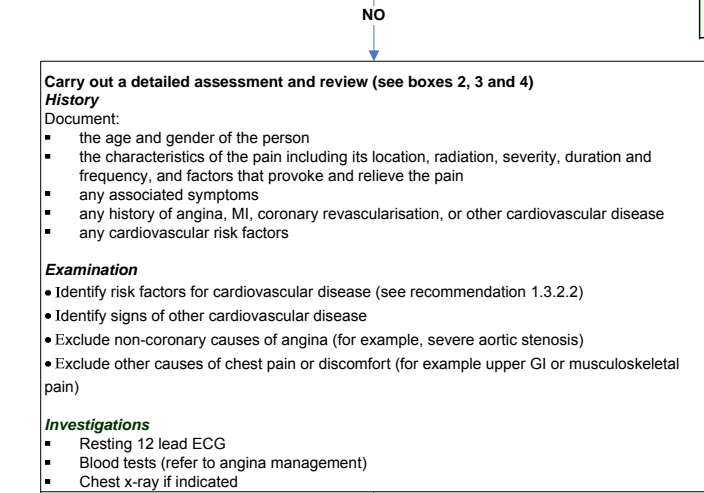 NO
Carry out a detailed assessment and review (see boxes 2, 3 and 4)
History
Document:
▪ the age and gender of the person
▪ the characteristics of the pain including its location, radiation, severity, duration and
frequency, and factors that provoke and relieve the pain
▪ any associated symptoms
▪ any history of angina, MI, coronary revascularisation, or other cardiovascular disease
▪ any cardiovascular risk factors
Examination
• Identify risk factors for cardiovascular disease (see recommendation 1.3.2.2)
• Identify signs of other cardiovascular disease
• Exclude non-coronary causes of angina (for example, severe aortic stenosis)
• Exclude other causes of chest pain or discomfort (for example upper GI or musculoskeletal
pain)
Investigations
▪ Resting 12 lead ECG
▪ Blood tests (refer to angina management)
▪ Chest x-ray if indicated